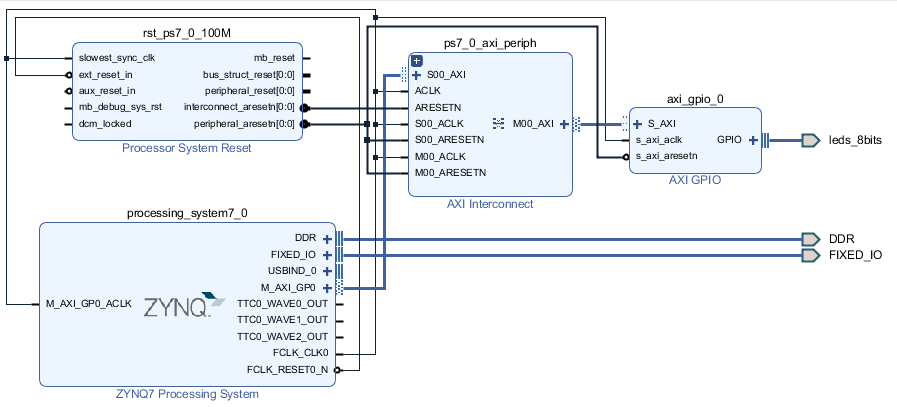 rst_ps7_0_100M
slowest_sync_clk
ext_reset_in
aux_reset_in
mb_debug_sys_rst
dcm_locked
mb_reset
bus_struct_reset[0:0]
peripheral_reset[0:0]
interconnect_aresetn[0:0]
peripheral_aresetn[0:0]
Processor System Reset
ps7_0_axi_periph
S00_AXI
ACLK
ARESETN
S00_ACLK
S00_ARESETN
M00_ACLK
M00_ARESETN
M00_AXI
AXI Interconnect
axi_gpio_0
S_AXI
s_axi_aclk
s_axi_aresetn
GPIO
AXI GPIO
leds_8bits
processing_system7_0
M_AXI_GP0_ACLK
ZYNQ
DDR
FIXED_IO
USBIND_0
M_AXI_GP0
TTC0_WAVE0_OUT
TTC0_WAVE1_OUT
TTC0_WAVE2_OUT
FCLK_CLK0
FCLK_RESET0_N
ZYNQ7 Processing System
DDR
FIXED_IO